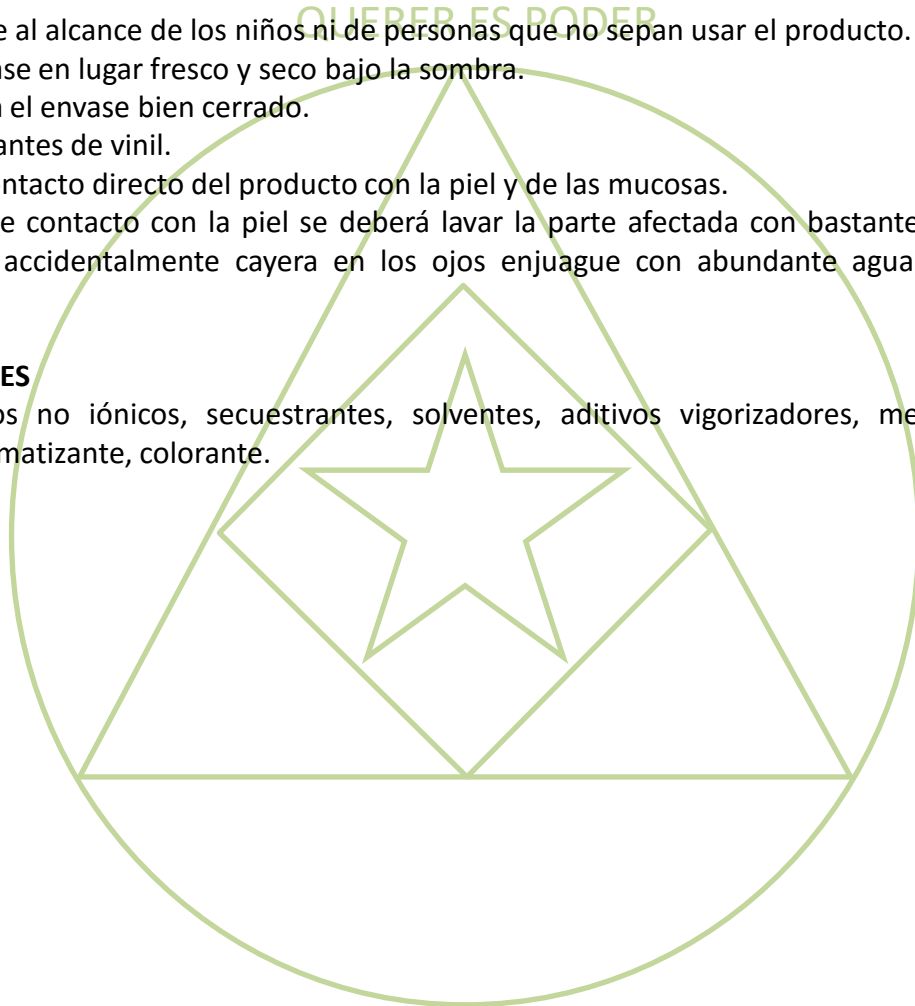 QUERER ES PODER
e al alcance de los niños ni de personas que no sepan usar el producto.
ase en lugar fresco y seco bajo la sombra.
el envase bien cerrado.
antes de vinil.
ntacto directo del producto con la piel y de las mucosas.
e contacto con la piel se deberá lavar la parte afectada con bastante
accidentalmente cayera en los ojos enjuague con abundante agua
ES
os no iónicos, secuestrantes, solventes, aditivos vigorizadores, me
matizante, colorante.